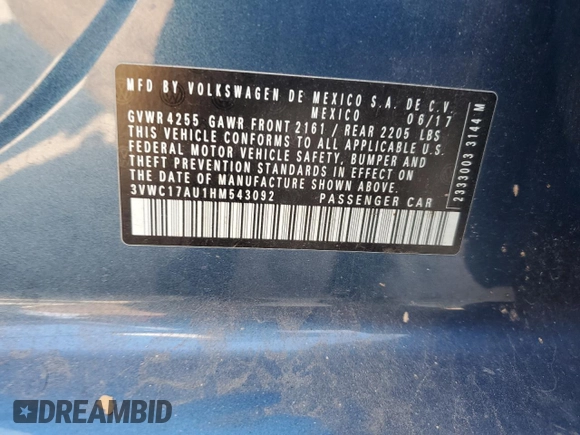 MFD BY VOLKSWAGEN DE MEXICO S.A. DE C.V.
MEXICO 06/17
GVWR 4255 GAWR FRONT 2161 / REAR 2205 LBS
THIS VEHICLE CONFORMS TO ALL APPLICABLE U.S.
FEDERAL MOTOR VEHICLE SAFETY, BUMPER AND
THEFT PREVENTION STANDARDS IN EFFECT ON
THE DATE OF MANUFACTURE SHOWN ABOVE.
3VWC17AU1HM543092 PASSENGER CAR
2333003 3144 M
DREAMBID